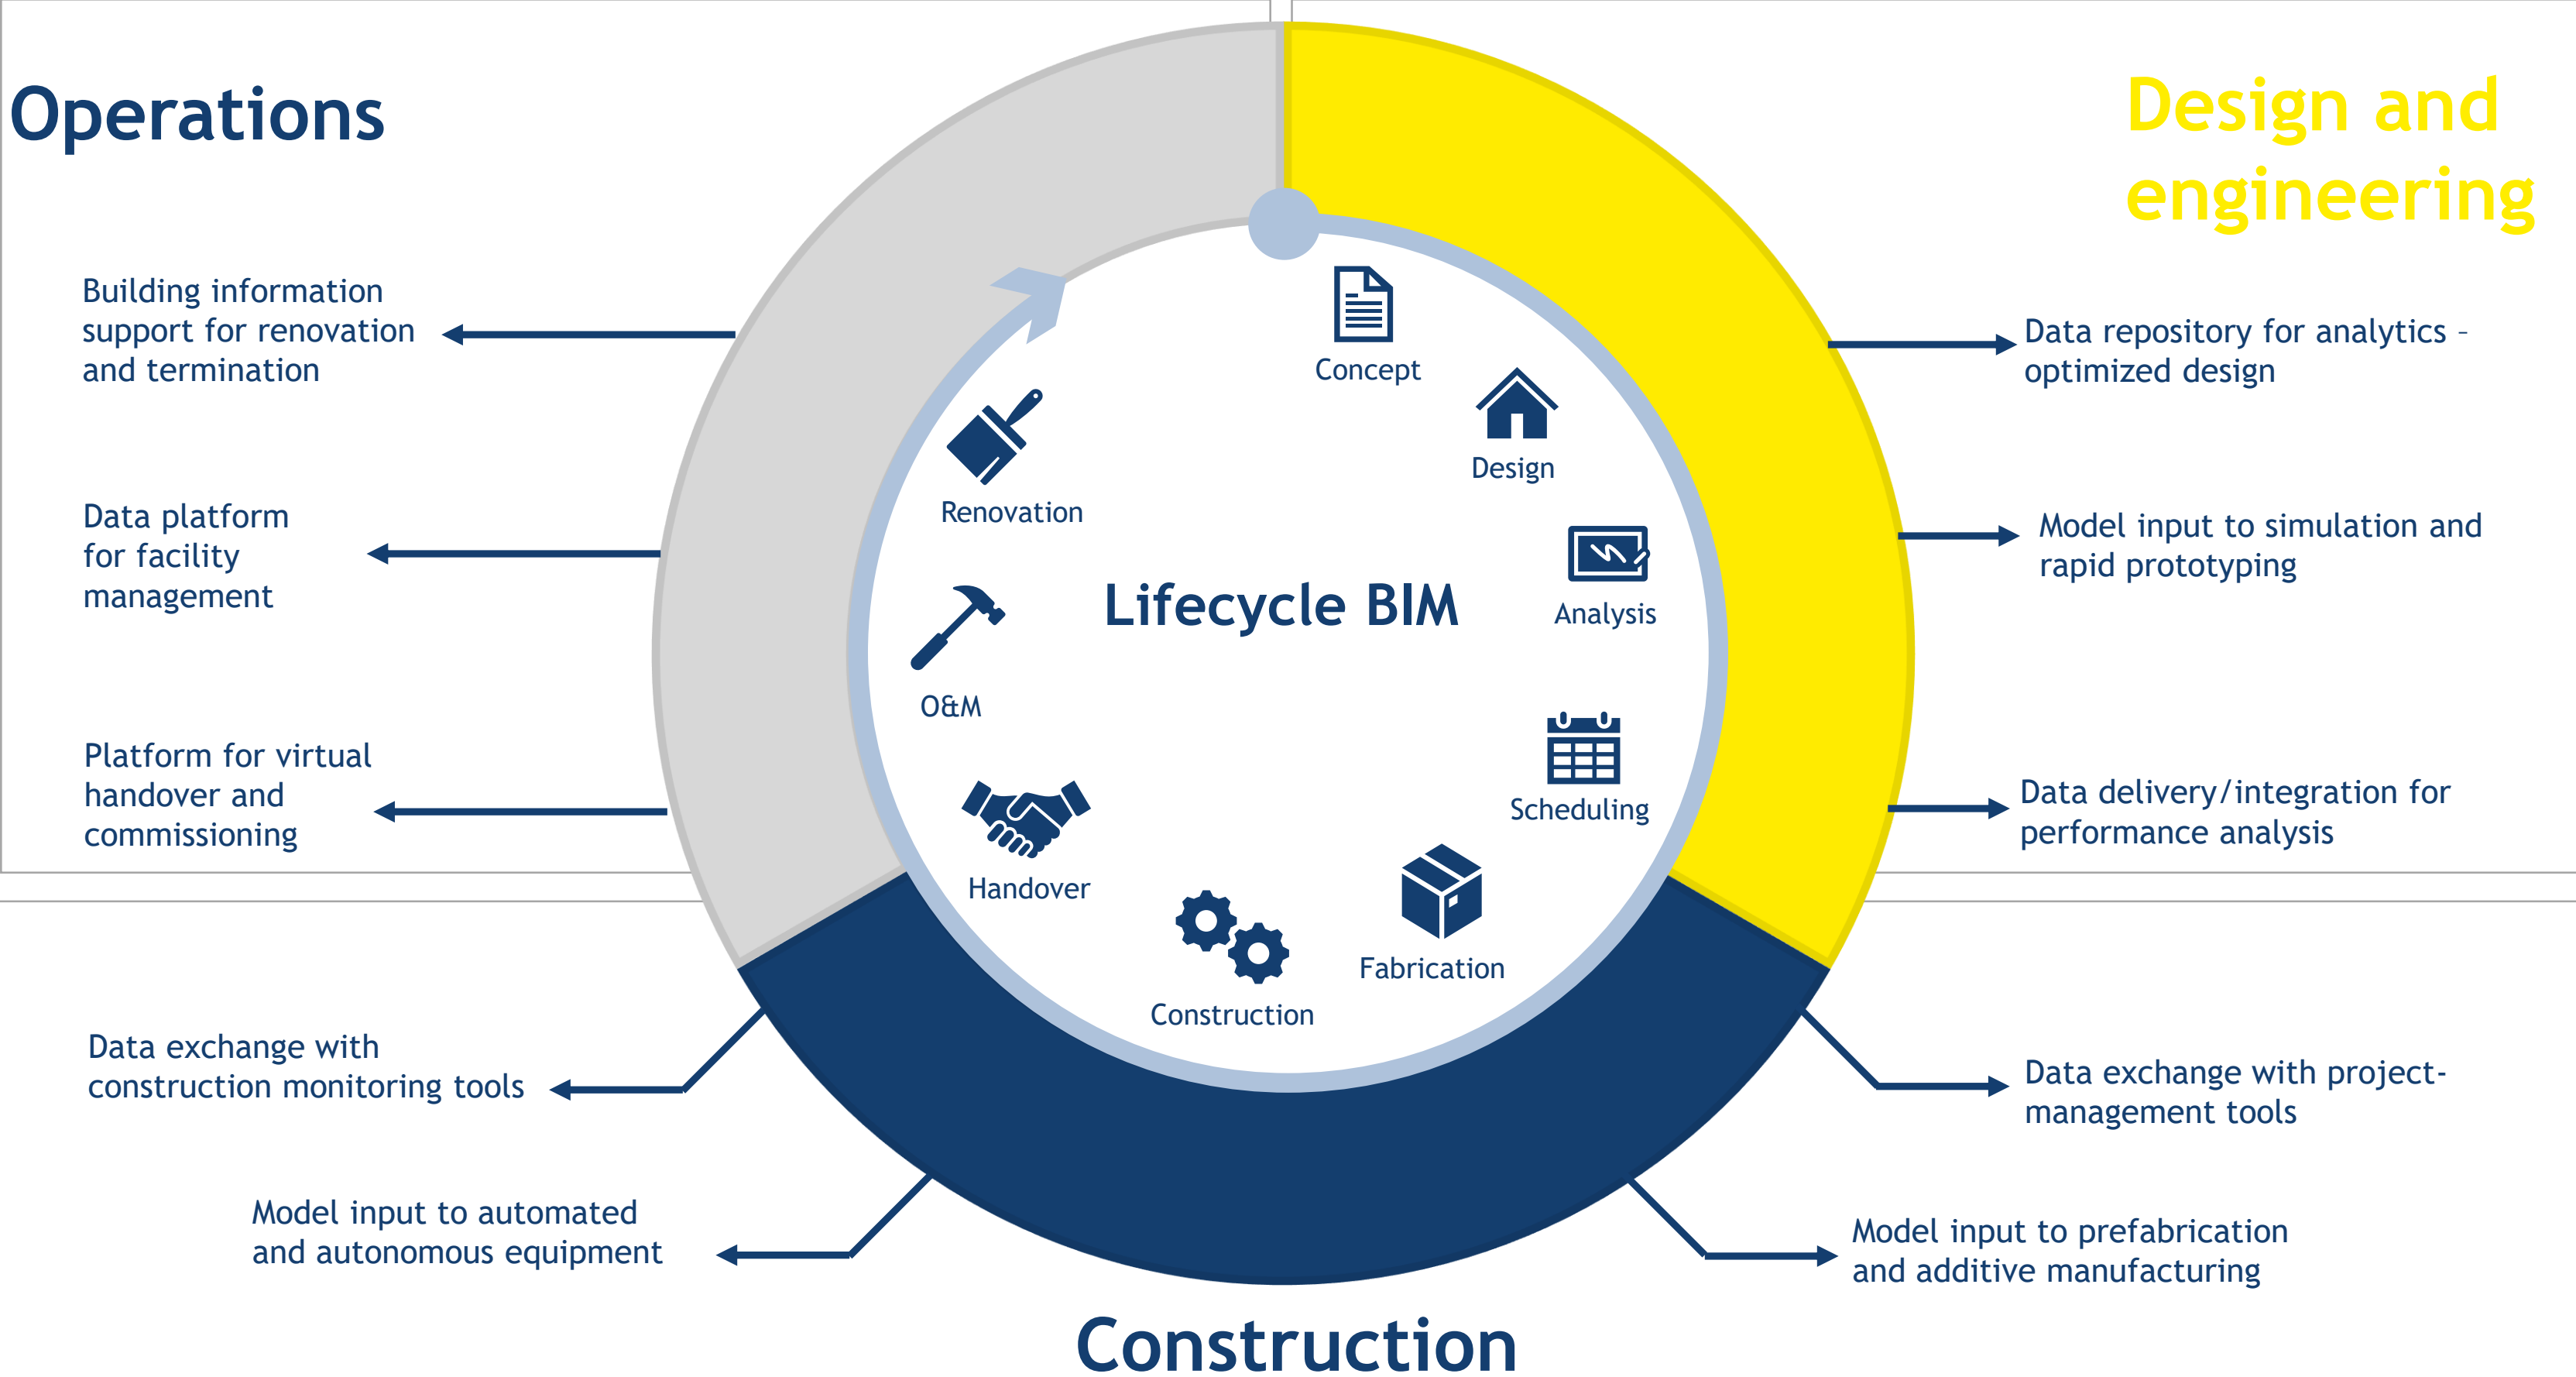 Operations
Design and
engineering
Building information
support for renovation
and termination
Data platform
for facility
management
Platform for virtual
handover and
commissioning
Data exchange with
construction monitoring tools
Model input to automated
and autonomous equipment
Lifecycle BIM
Concept
Design
Analysis
Scheduling
Fabrication
Construction
Handover
O&M
Renovation
Data repository for analytics –
optimized design
Model input to simulation and
rapid prototyping
Data delivery/integration for
performance analysis
Data exchange with project-
management tools
Model input to prefabrication
and additive manufacturing
Construction